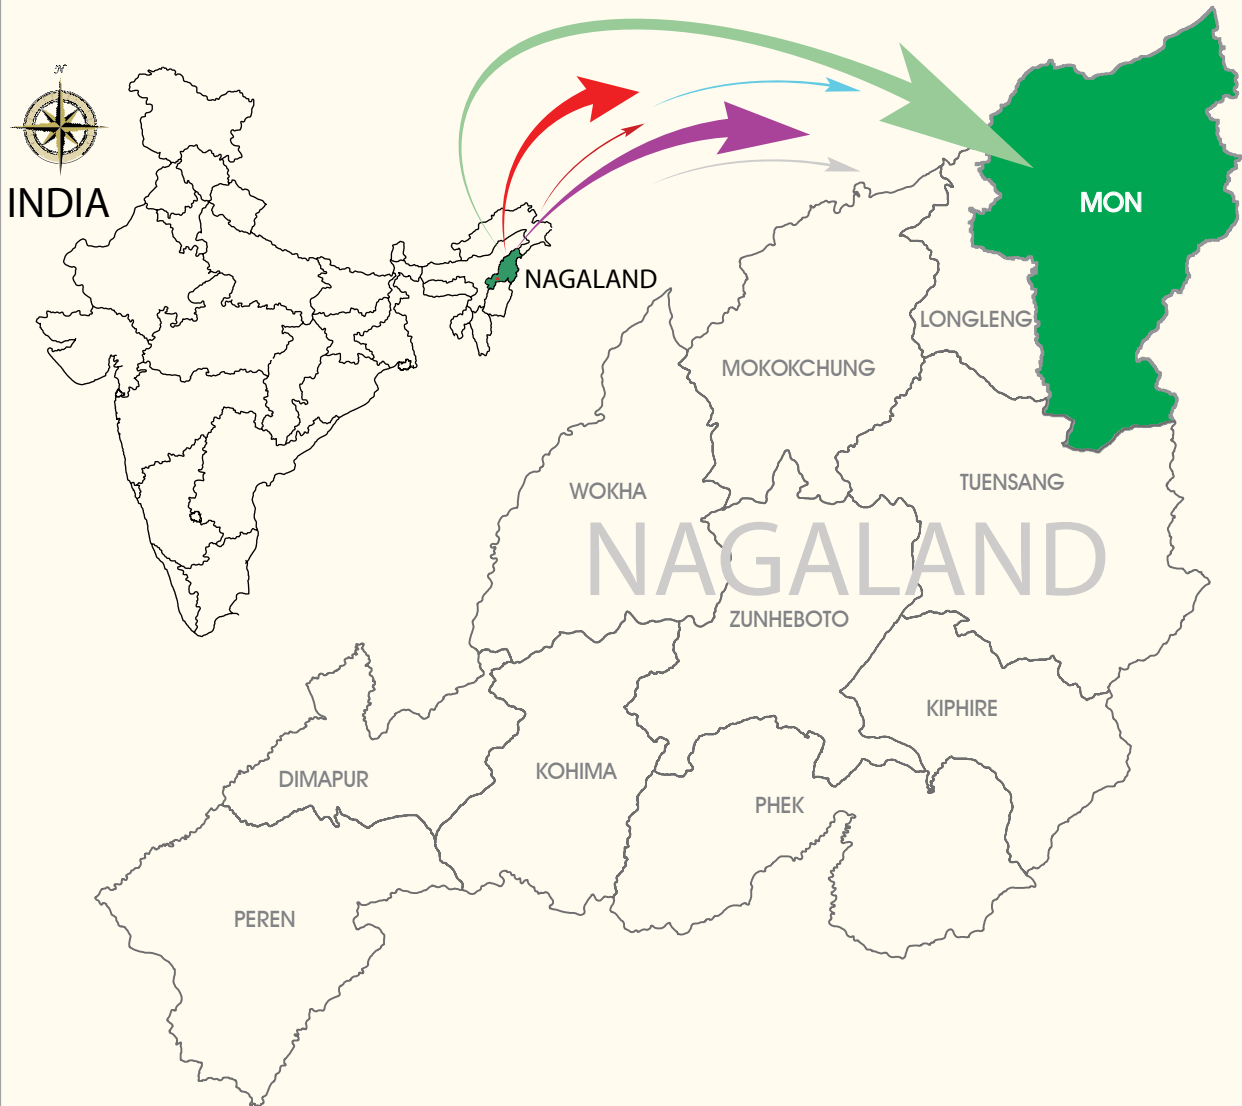 N
INDIA
NAGALAND
MON
LONGLENG
MOKOKCHUNG
TUENSANG
WOKHA
NAGALAND
ZUNHEBOTO
KIPHIRE
KOHIMA
DIMAPUR
PHEK
PEREN